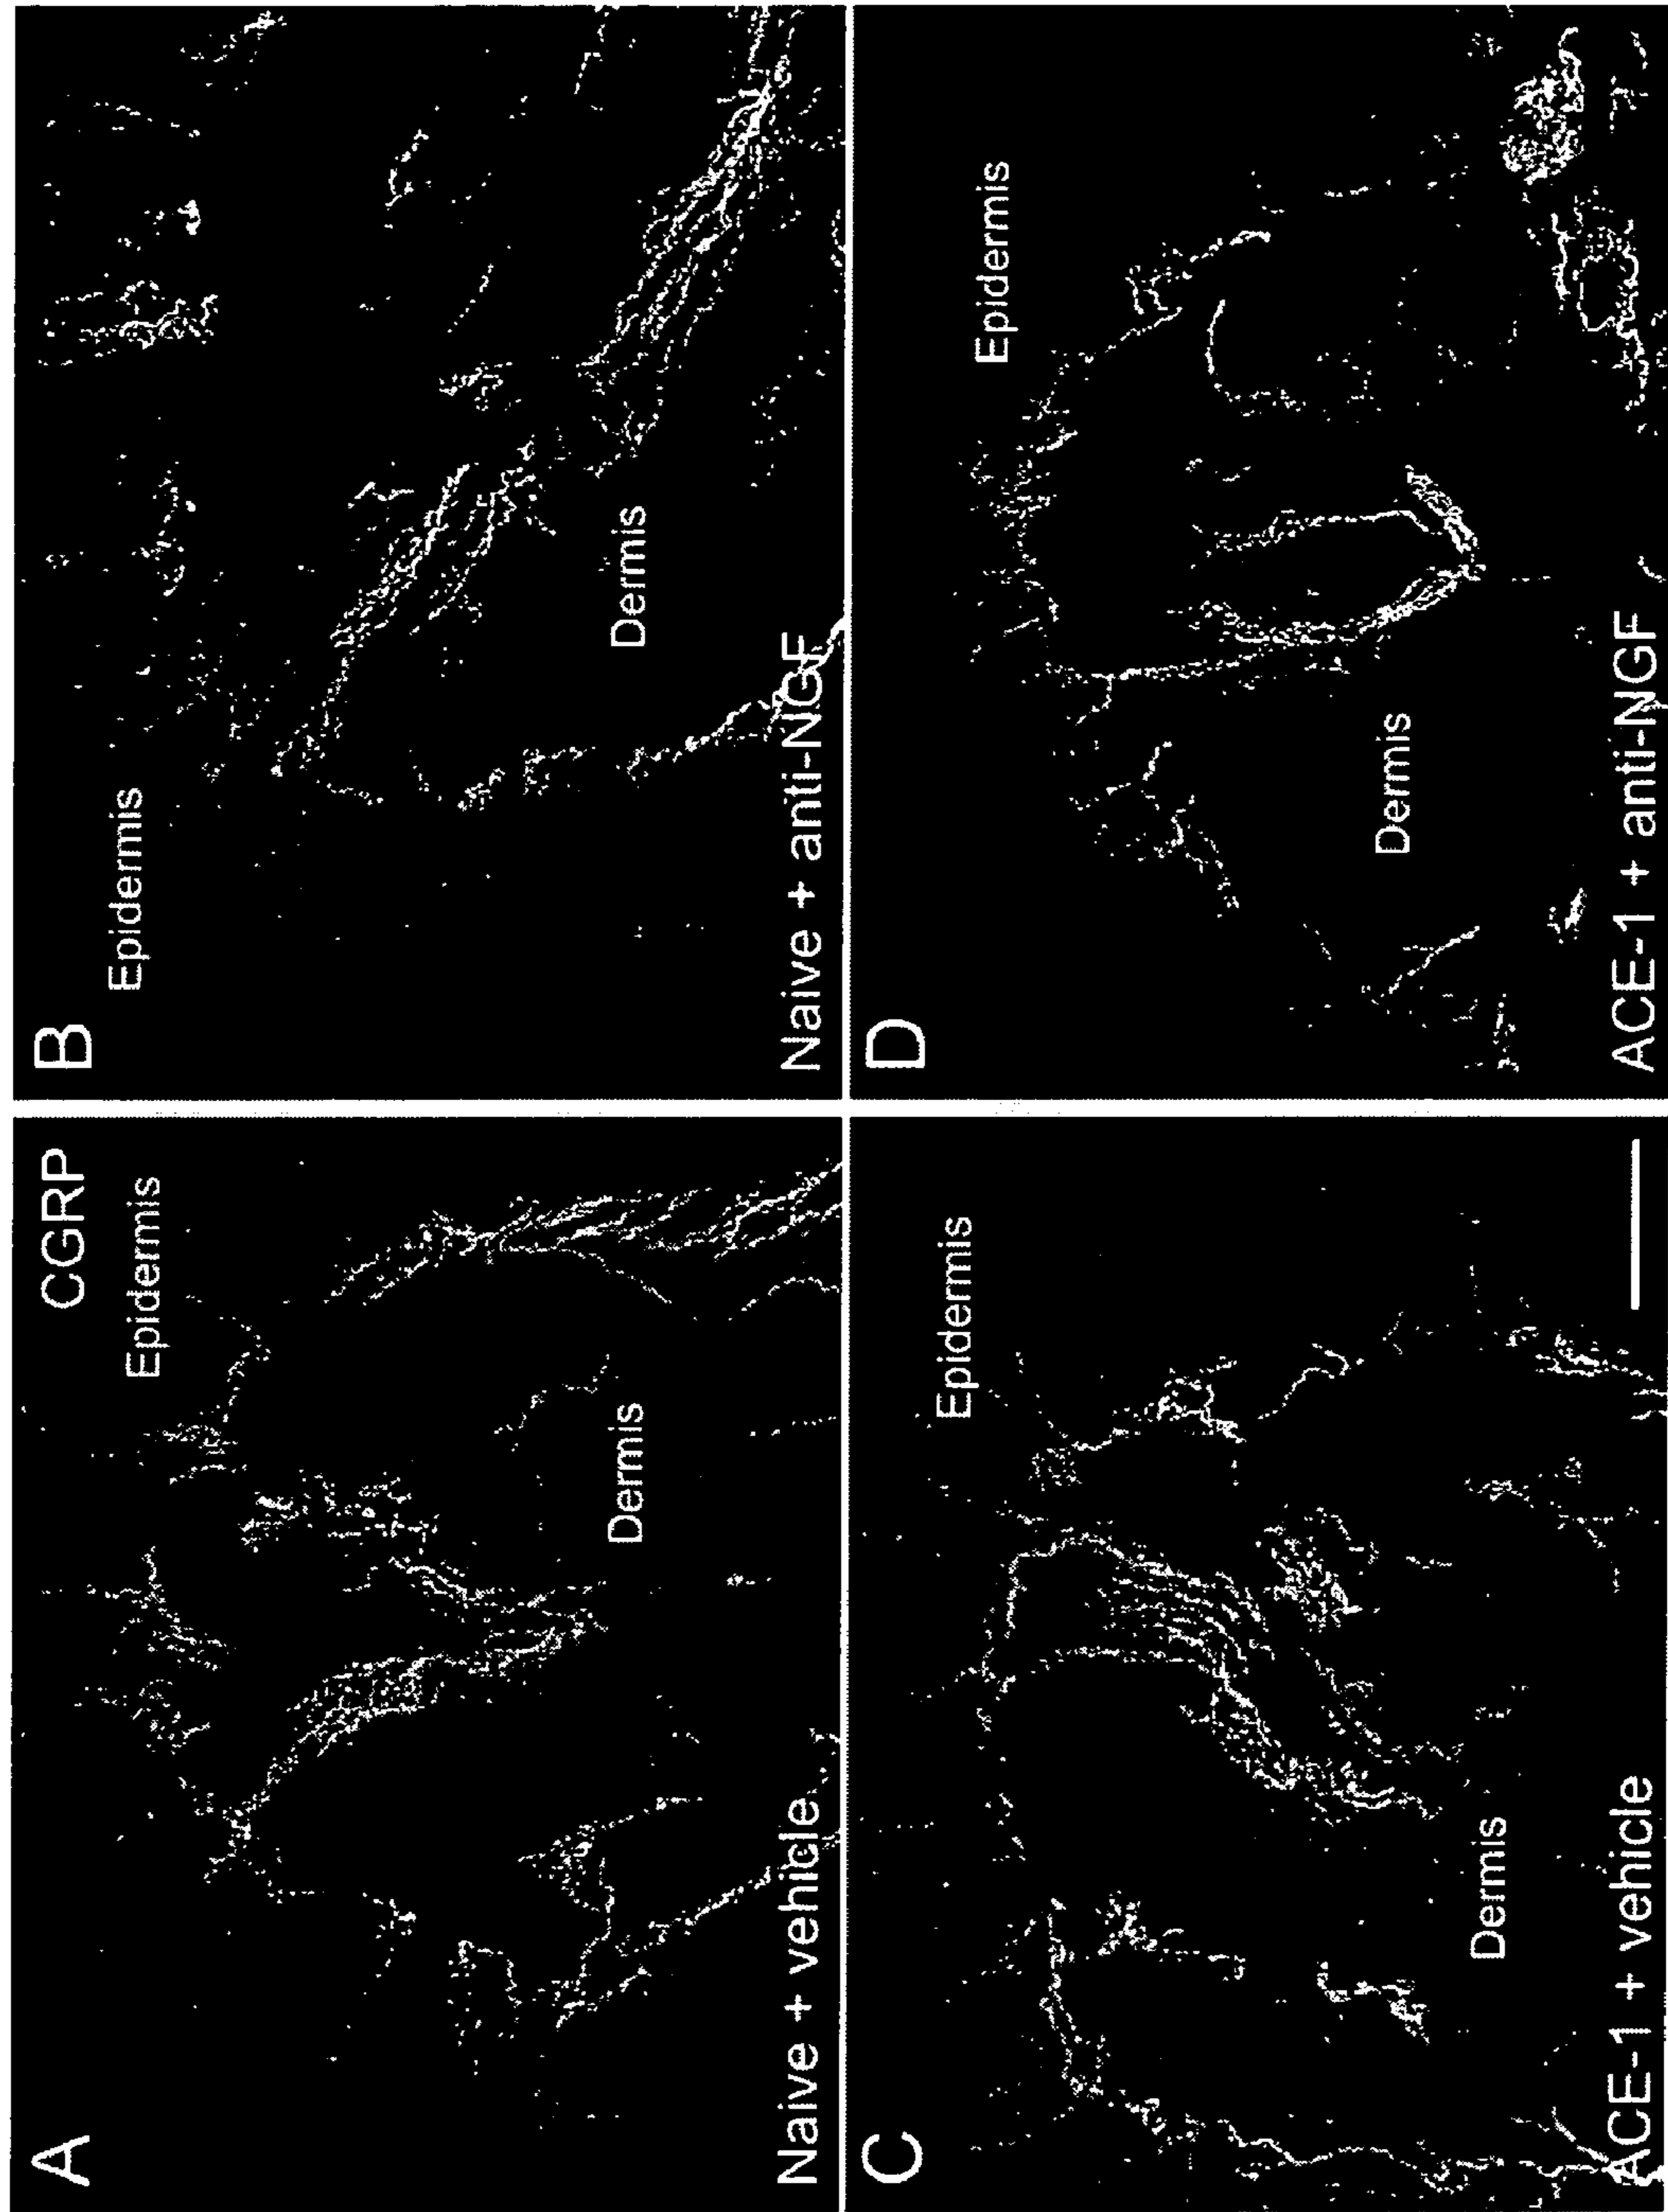 A
CGRP
Epidermis
Dermis
Naive + vehicle
B
Epidermis
Dermis
Naive + anti-NGF
C
Epidermis
Dermis
ACE-1 + vehicle
D
Epidermis
Dermis
ACE-1 + anti-NGF